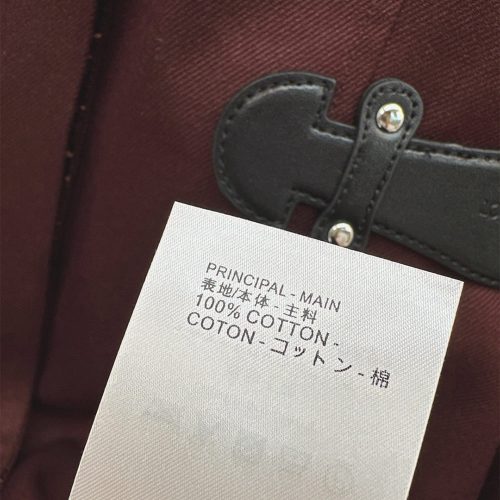 PRINCIPAL - MAIN
表地/本体 - 主料
100% COTTON -
COTON - コットン - 棉